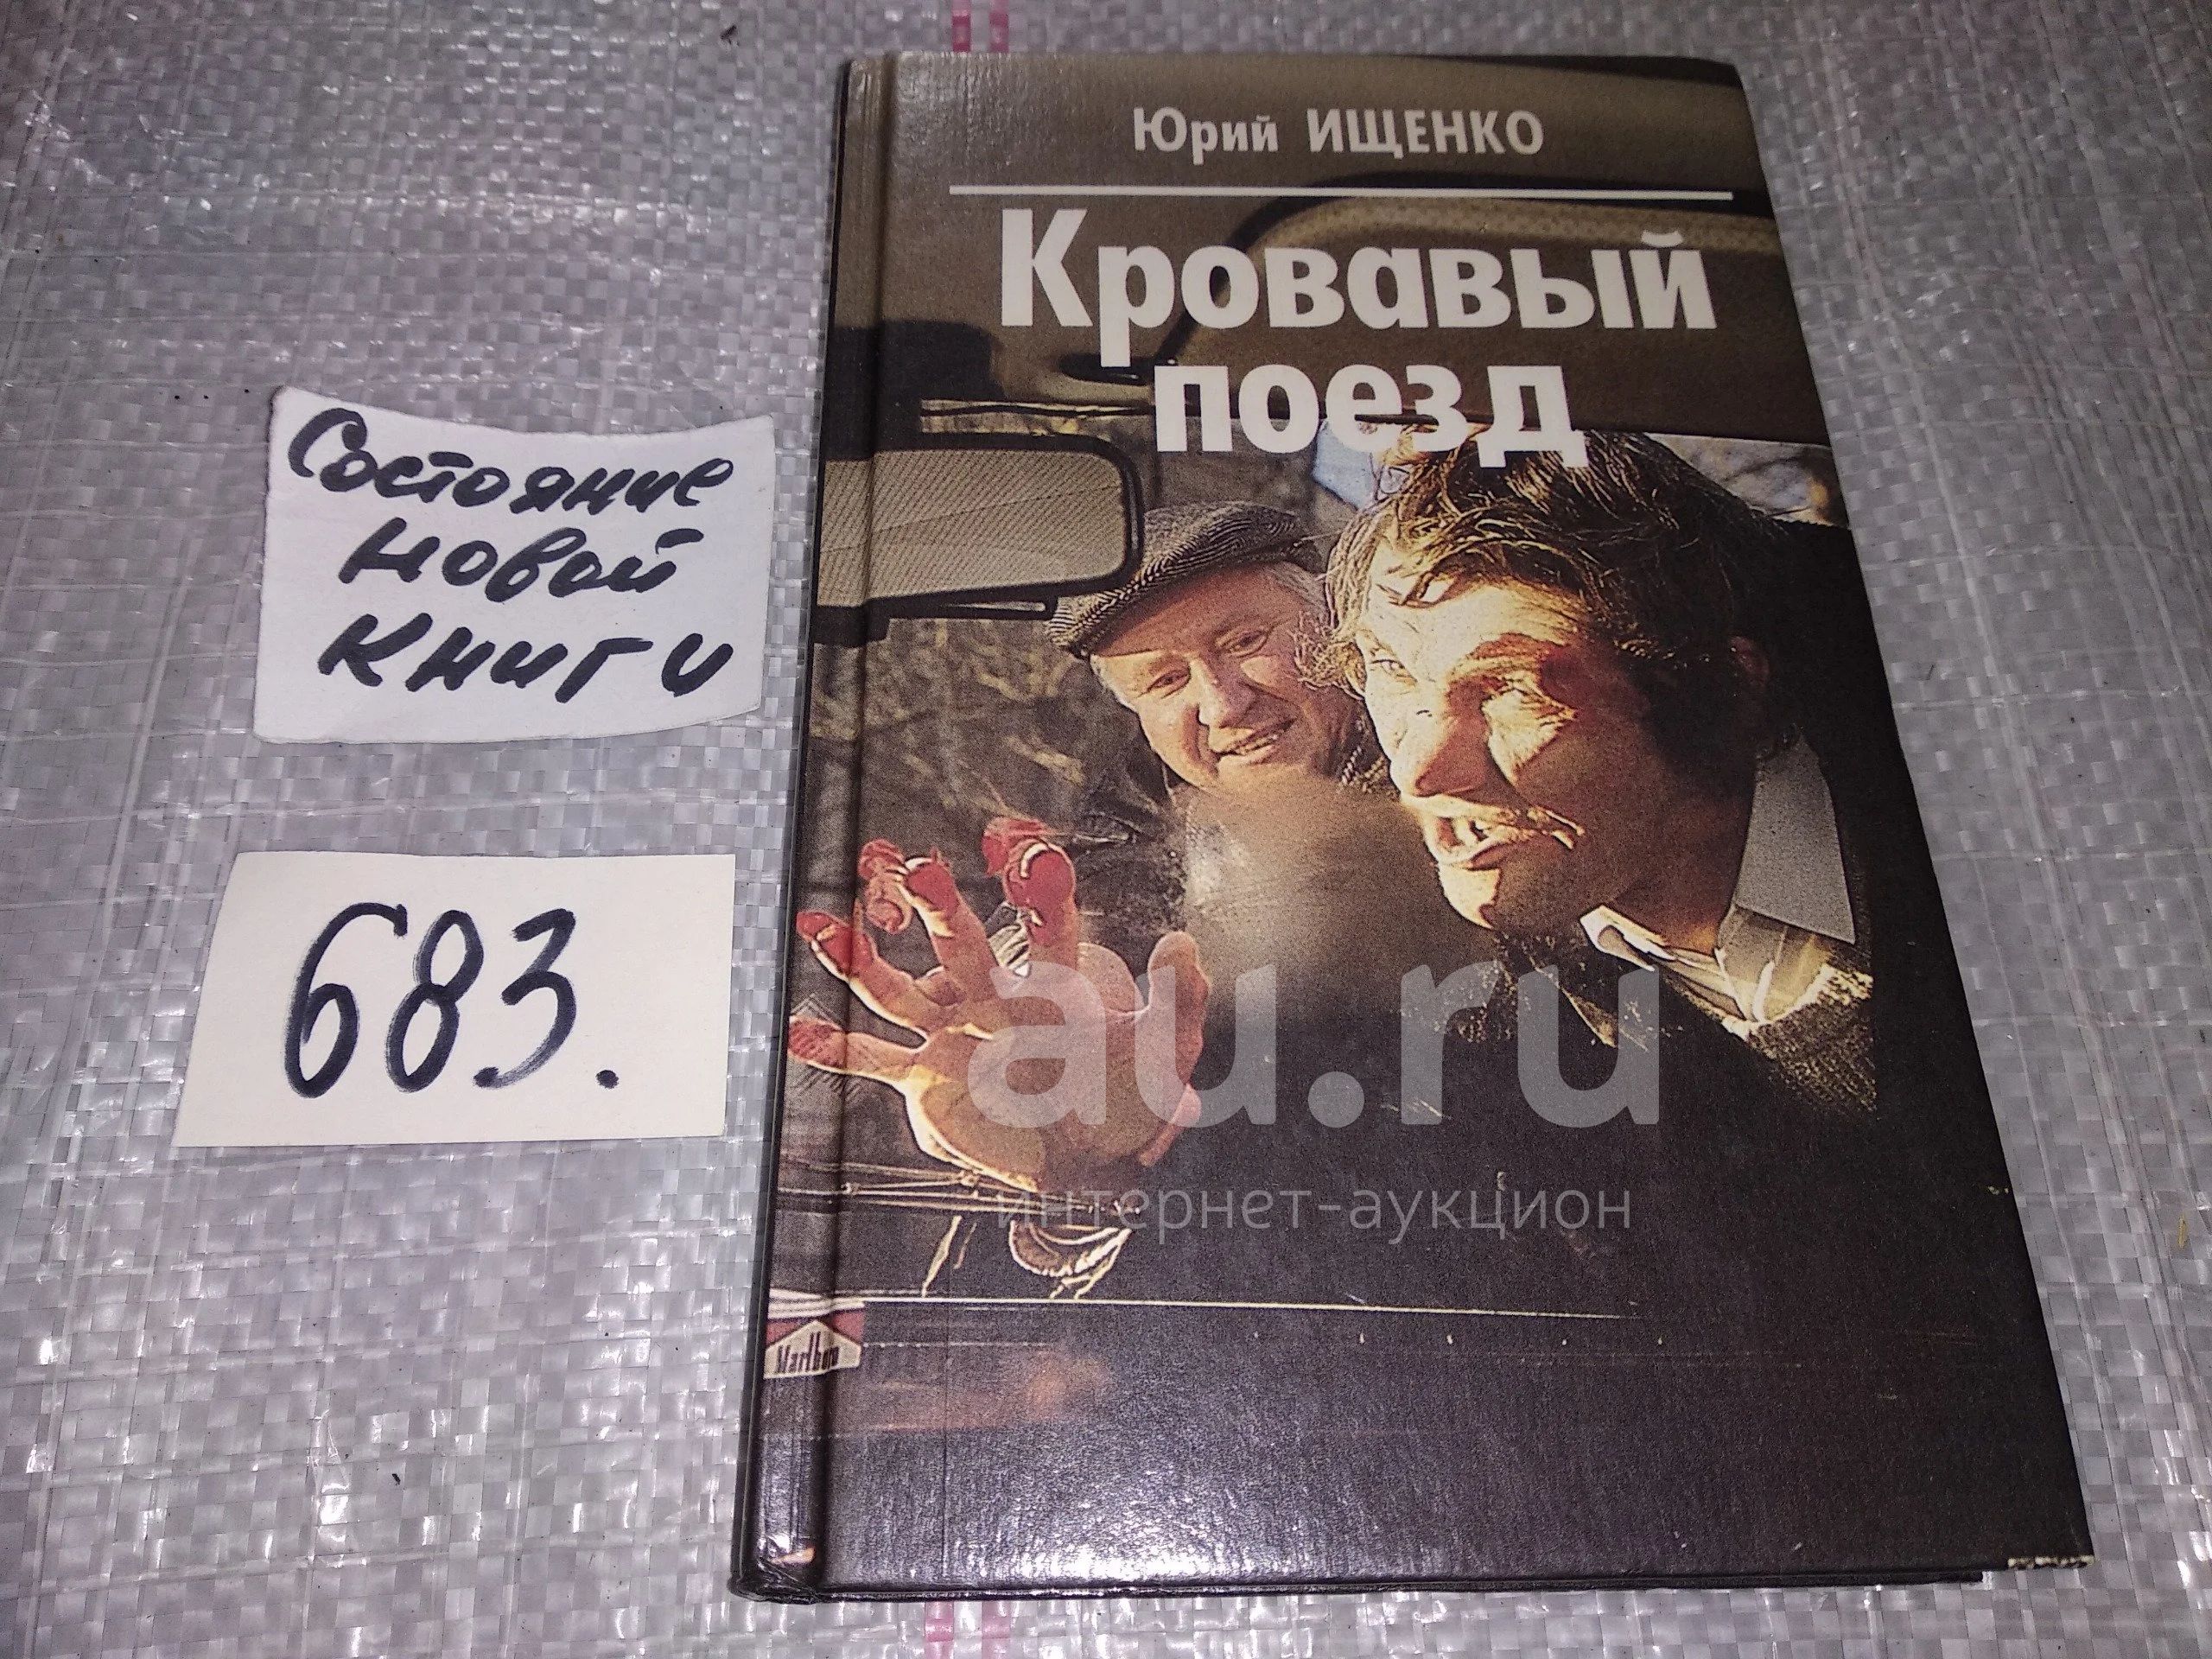 Юрий ИЩЕНКО
Кровавый
поезд
Состояние
новой
книги
683.
au.ru
интернет-аукцион
Marlboro